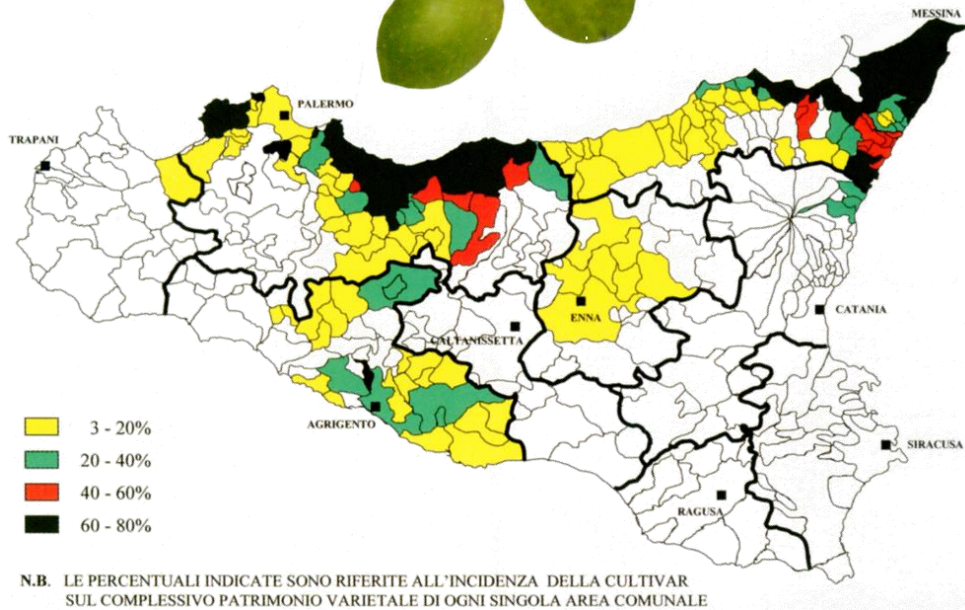 MESSINA
PALERMO
TRAPANI
CATANIA
ENNA
CALTANISSETTA
AGRIGENTO
SIRACUSA
RAGUSA
3 - 20%
20 - 40%
40 - 60%
60 - 80%
N.B. LE PERCENTUALI INDICATE SONO RIFERITE ALL'INCIDENZA DELLA CULTIVAR
SUL COMPLESSIVO PATRIMONIO VARIETALE DI OGNI SINGOLA AREA COMUNALE